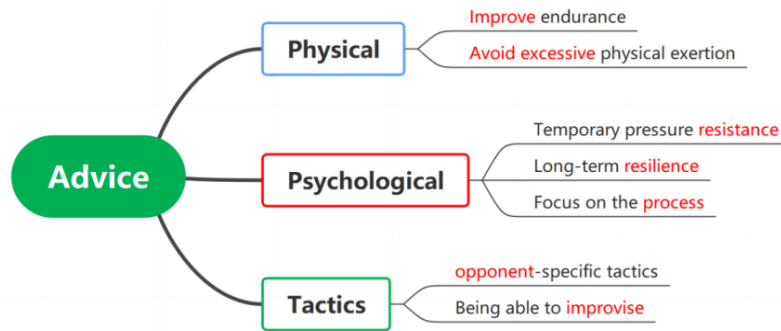 Advice
Physical
Improve endurance
Avoid excessive physical exertion
Psychological
Temporary pressure resistance
Long-term resilience
Focus on the process
Tactics
opponent-specific tactics
Being able to improvise